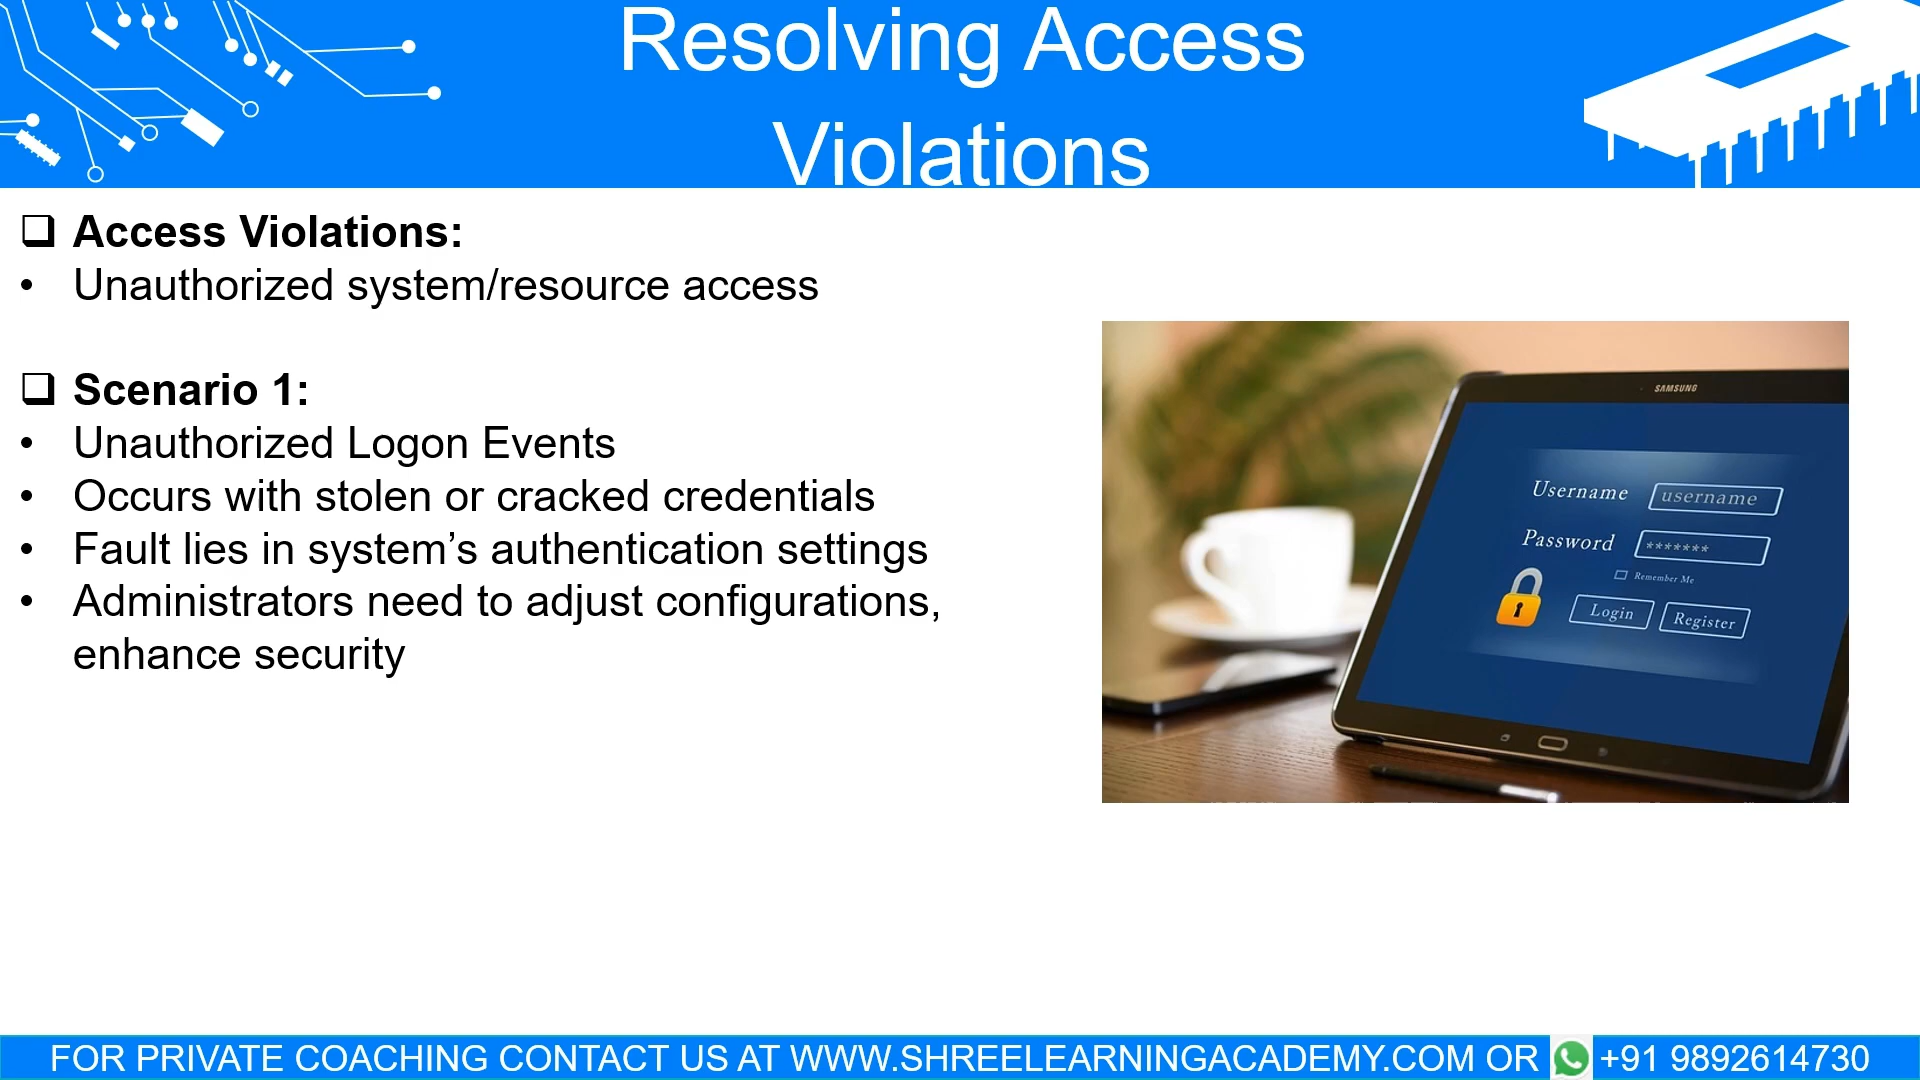 Resolving Access
Violations
❑ Access Violations:
• Unauthorized system/resource access
❑ Scenario 1:
• Unauthorized Logon Events
• Occurs with stolen or cracked credentials
• Fault lies in system’s authentication settings
• Administrators need to adjust configurations,
enhance security
SAMSUNG
Username username
Password *******
Remember Me
Login Register
FOR PRIVATE COACHING CONTACT US AT WWW.SHREELEARNINGACADEMY.COM OR +91 9892614730